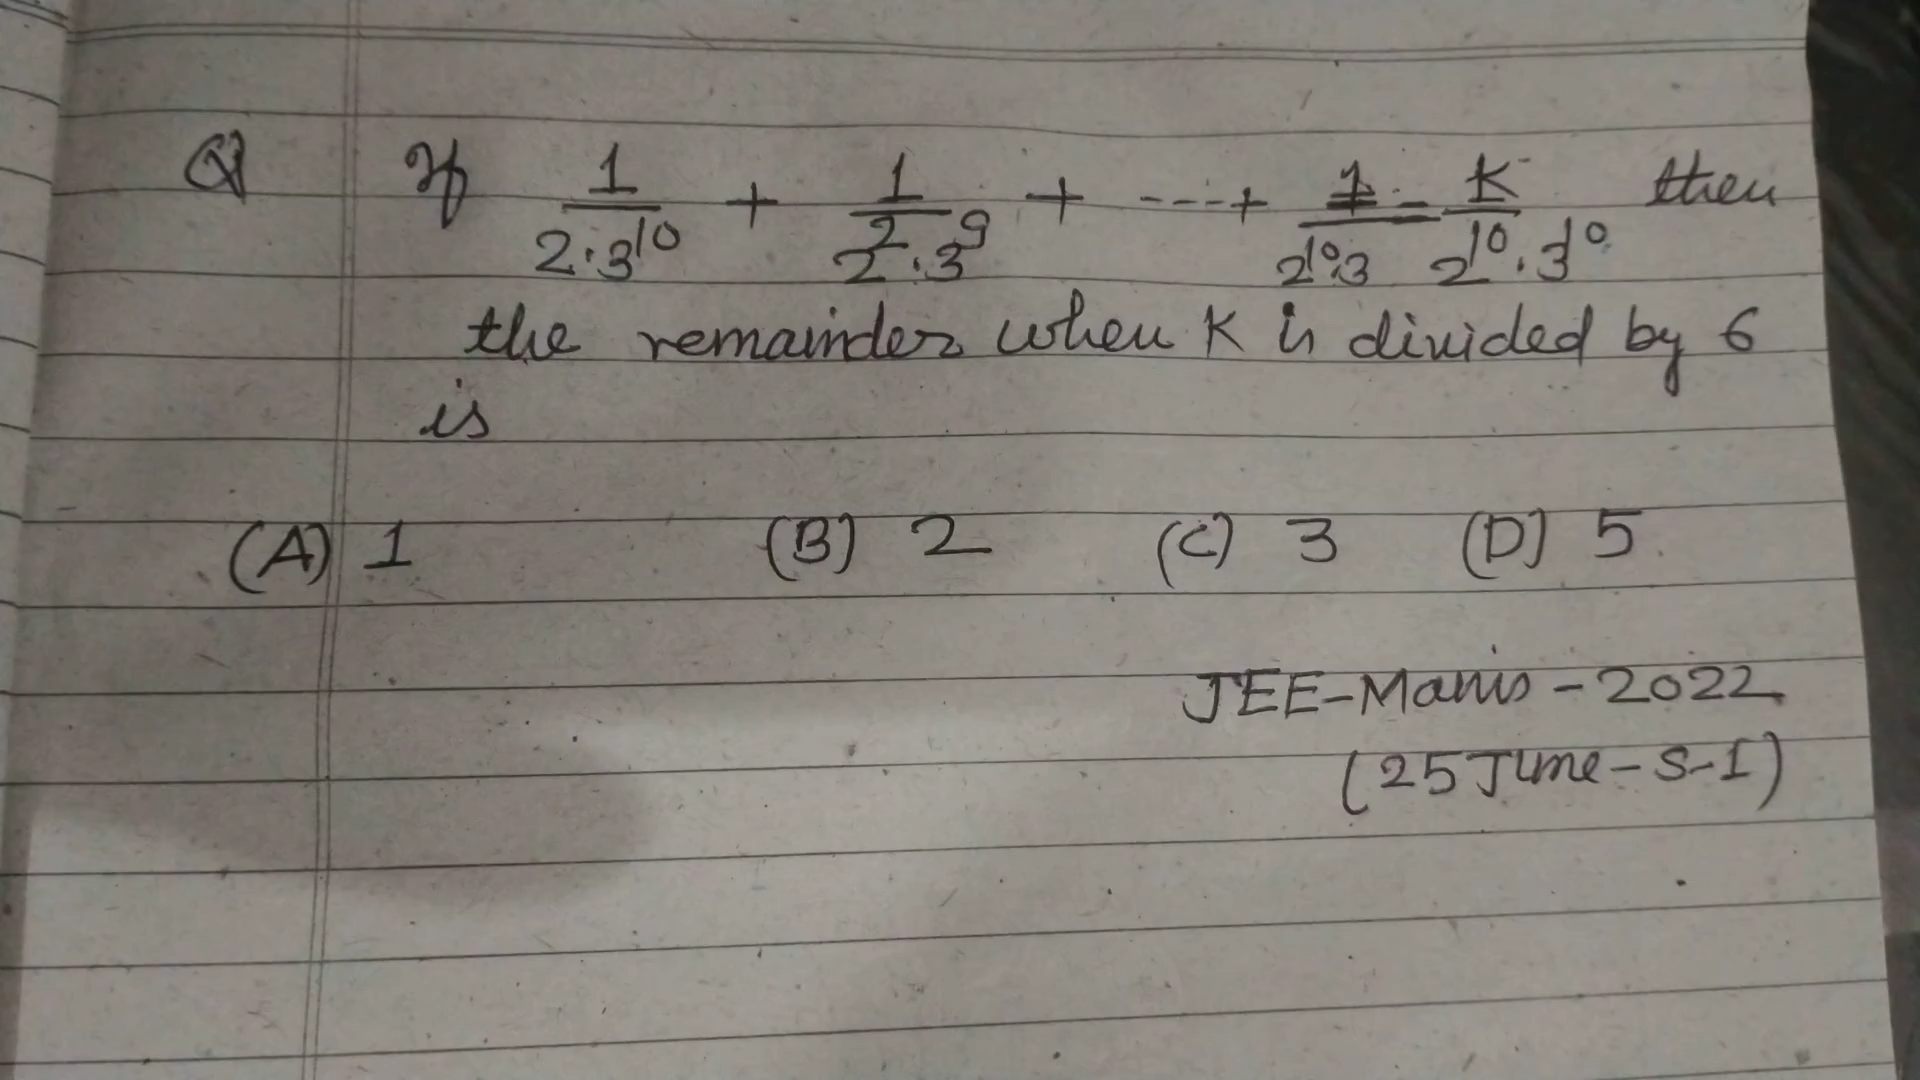 Q If 1/(2·3^10) + 1/(2^2·3^9) + ---+ 1/(2^10·3) = K/(2^10·3^10) then
the remainder when K is divided by 6
is
(A) 1 (B) 2 (C) 3 (D) 5
JEE-Manis-2022
(25 June-S-I)